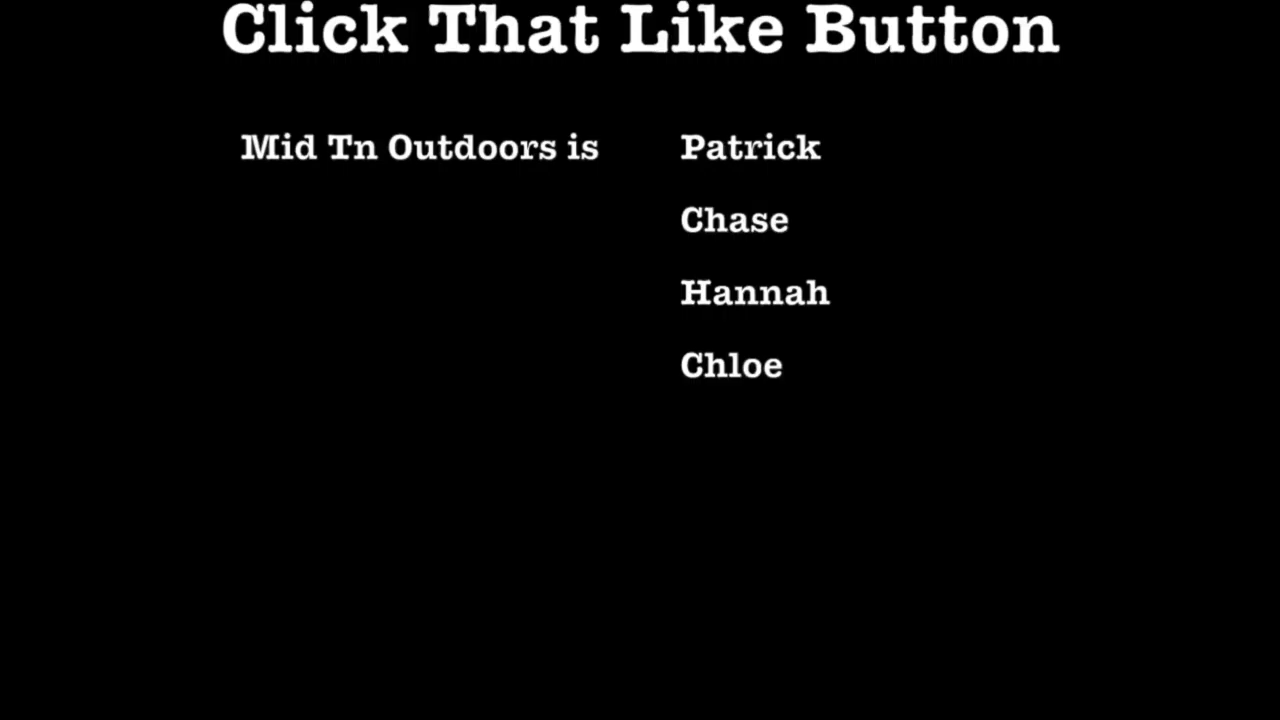 Click That Like Button
Mid Tn Outdoors is Patrick
Chase
Hannah
Chloe